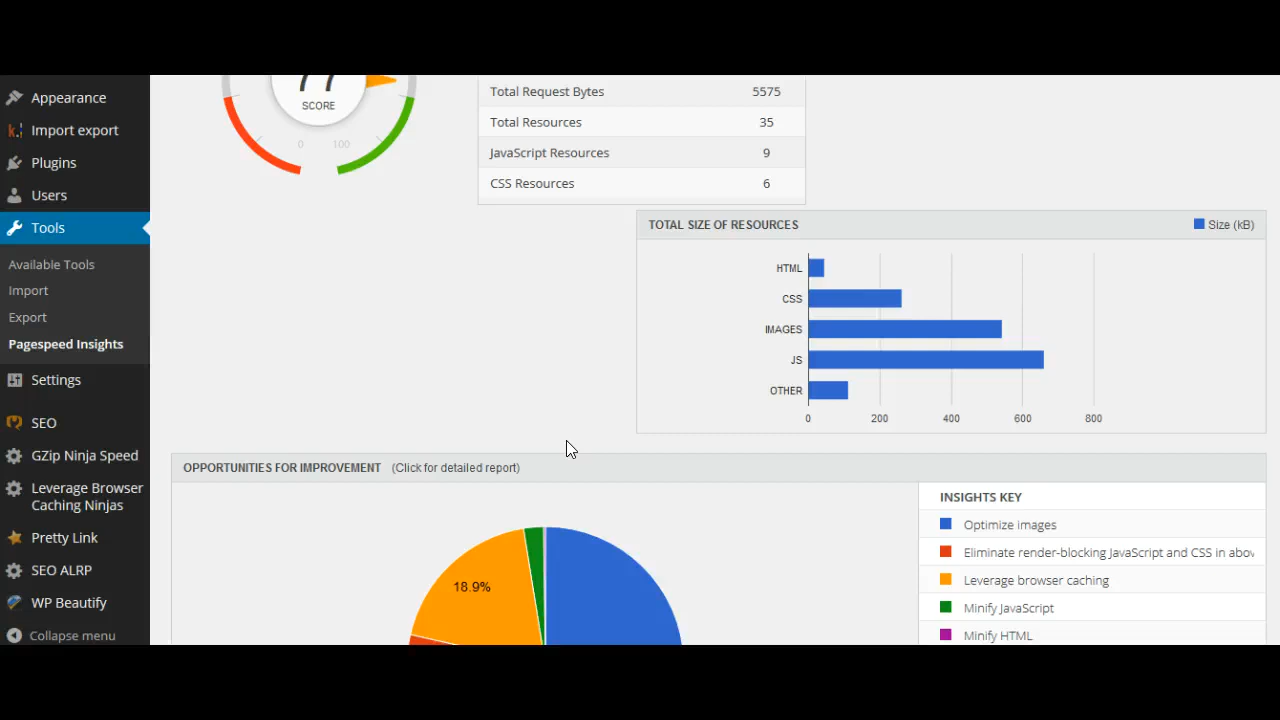 Appearance
Import export
Plugins
Users
Tools
Available Tools
Import
Export
Pagespeed Insights
Settings
SEO
GZip Ninja Speed
Leverage Browser
Caching Ninjas
Pretty Link
SEO ALRP
WP Beautify
Collapse menu
77
SCORE
0 100
Total Request Bytes 5575
Total Resources 35
JavaScript Resources 9
CSS Resources 6
TOTAL SIZE OF RESOURCES Size (kB)
HTML
CSS
IMAGES
JS
OTHER
0 200 400 600 800
OPPORTUNITIES FOR IMPROVEMENT (Click for detailed report)
18.9%
INSIGHTS KEY
Optimize images
Eliminate render-blocking JavaScript and CSS in abov
Leverage browser caching
Minify JavaScript
Minify HTML